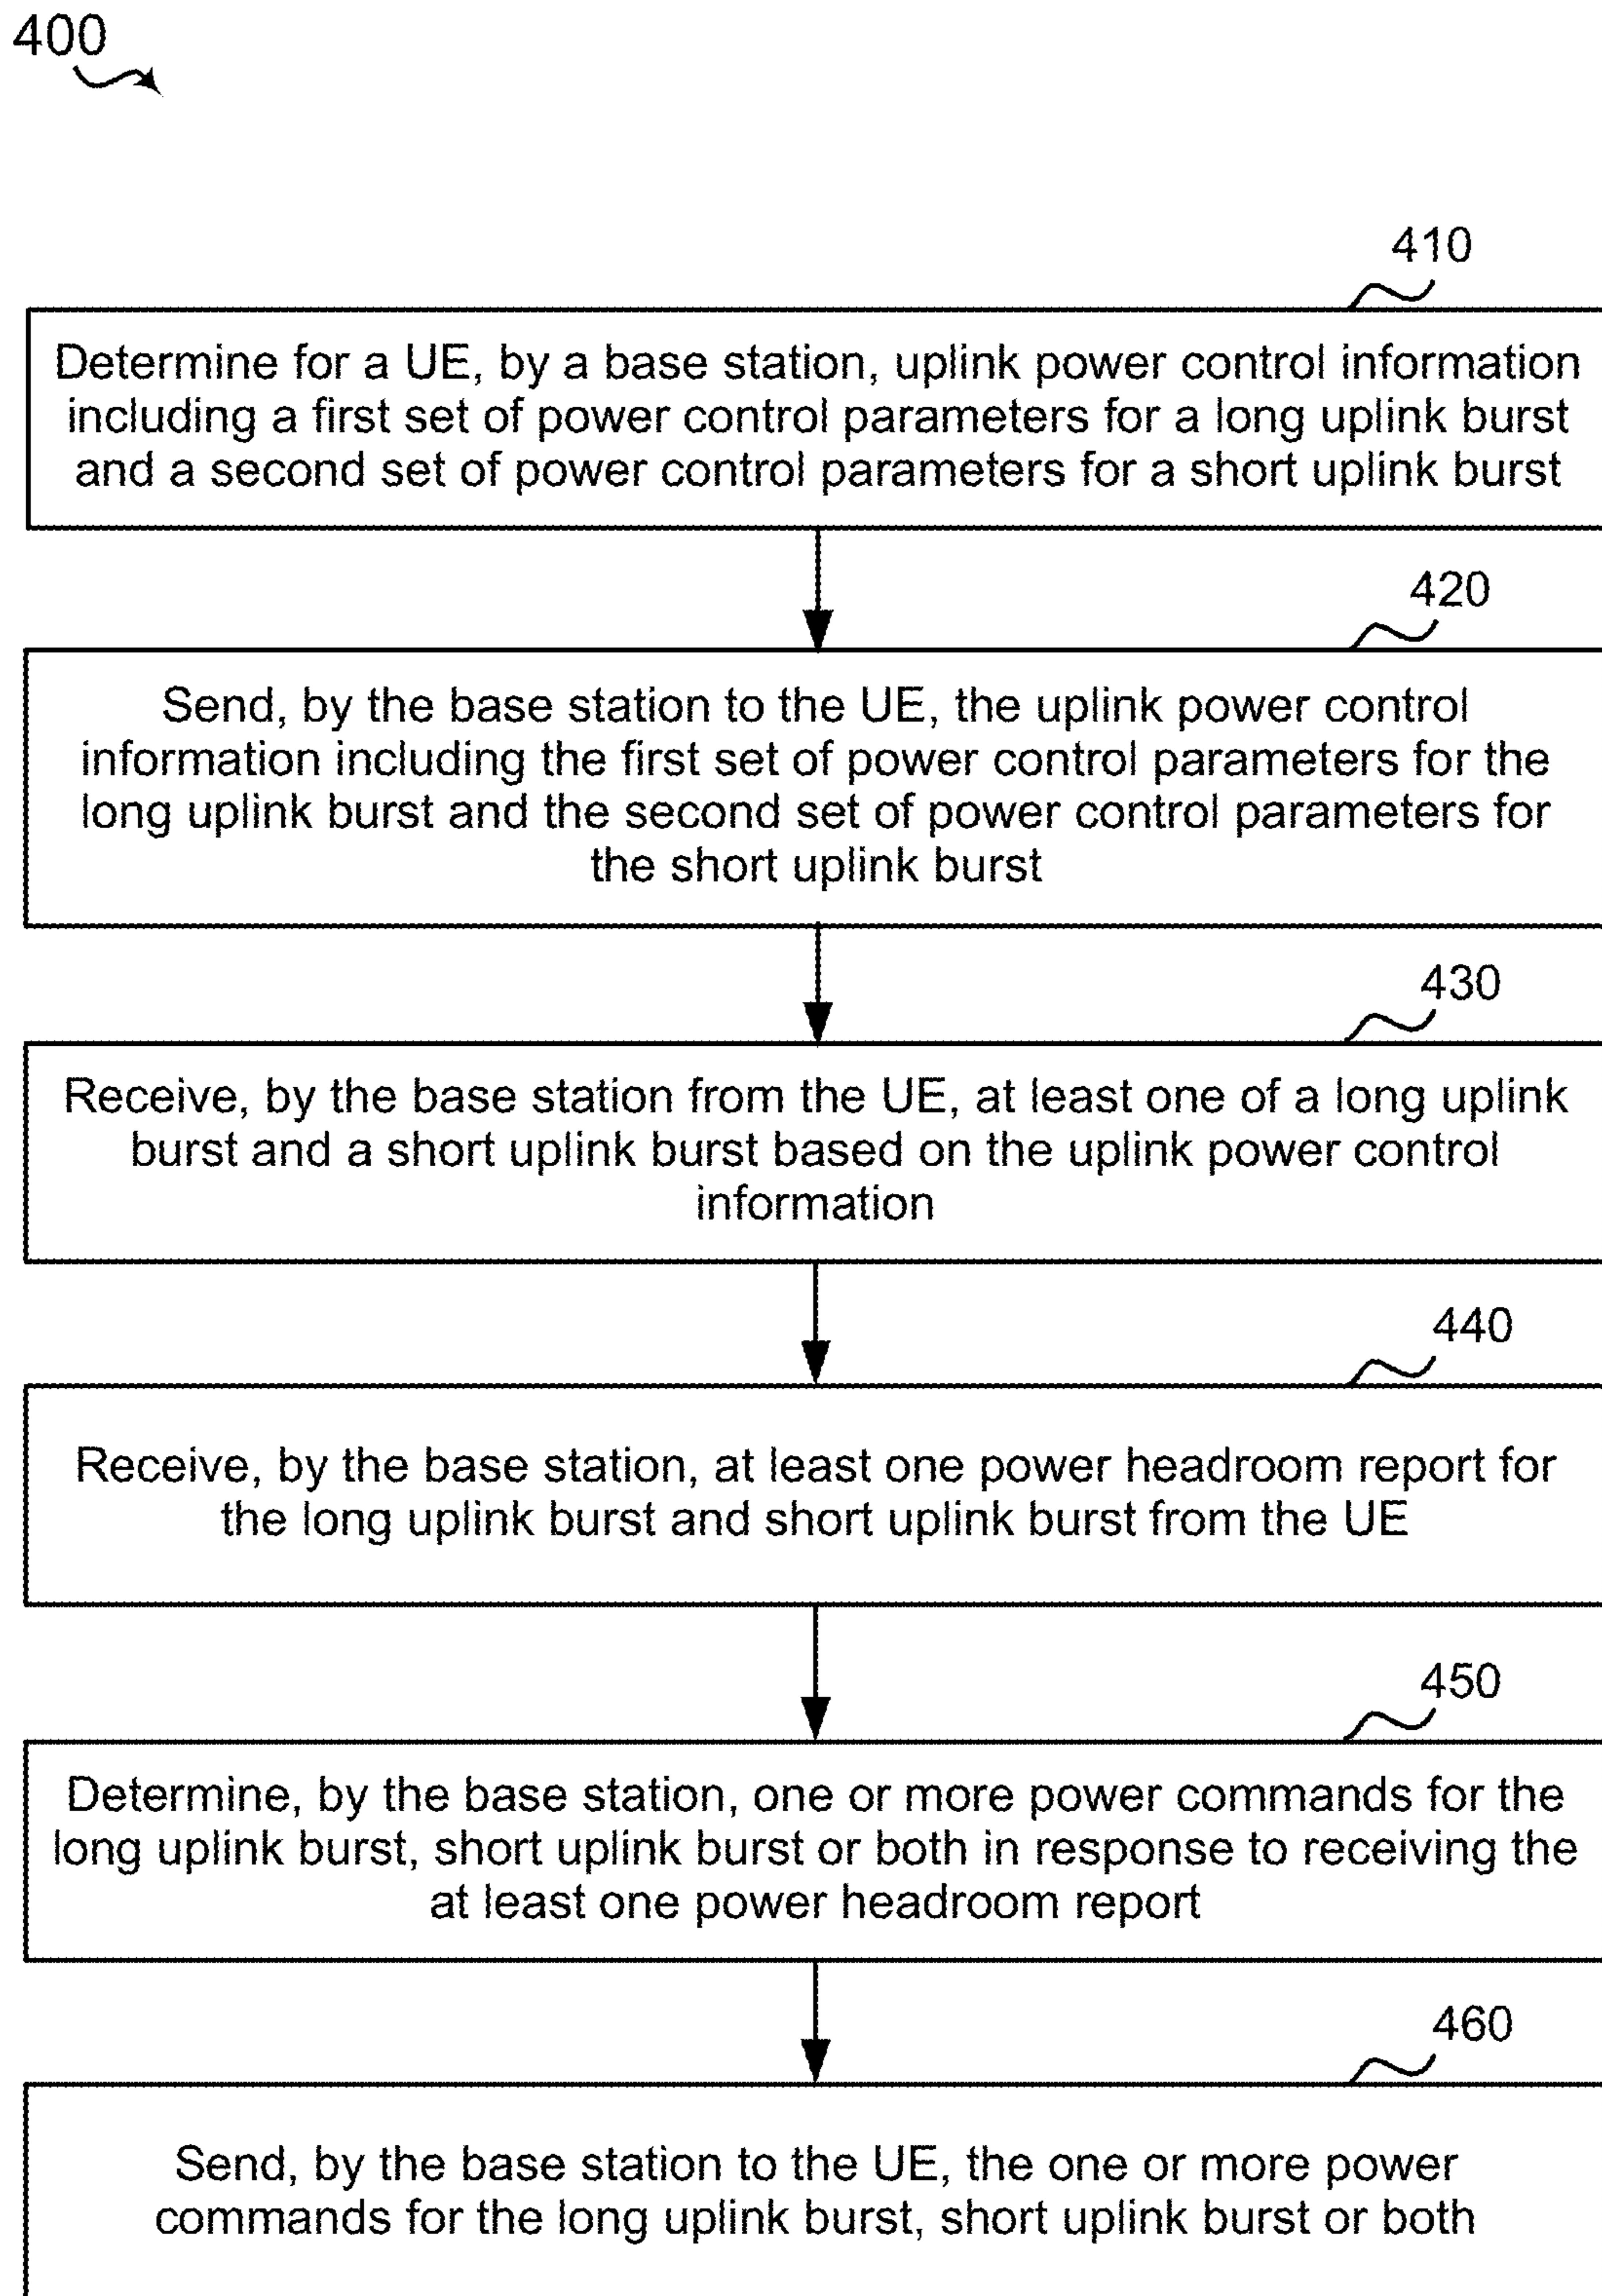 400
410
Determine for a UE, by a base station, uplink power control information
including a first set of power control parameters for a long uplink burst
and a second set of power control parameters for a short uplink burst
420
Send, by the base station to the UE, the uplink power control
information including the first set of power control parameters for the
long uplink burst and the second set of power control parameters for
the short uplink burst
430
Receive, by the base station from the UE, at least one of a long uplink
burst and a short uplink burst based on the uplink power control
information
440
Receive, by the base station, at least one power headroom report for
the long uplink burst and short uplink burst from the UE
450
Determine, by the base station, one or more power commands for the
long uplink burst, short uplink burst or both in response to receiving the
at least one power headroom report
460
Send, by the base station to the UE, the one or more power
commands for the long uplink burst, short uplink burst or both